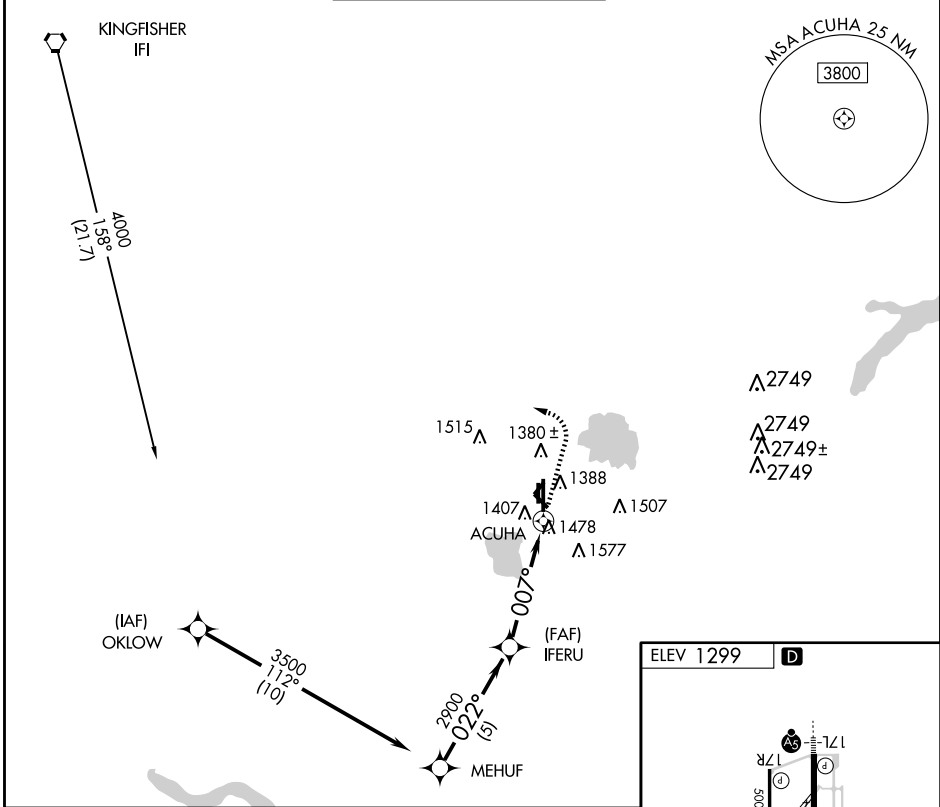 KINGFISHER
IFI
MSA ACUHA 25 NM
3800
4000
158°
(21.7)
2749
2749
2749±
2749
1515
1380 ±
1388
1407
1507
ACUHA
1478
1577
007°
(IAF)
OKLOW
(FAF)
IFERU
3500
112°
(10)
2900
022°
(5)
MEHUF
ELEV 1299
D
A5
17L
17R
P
P
500